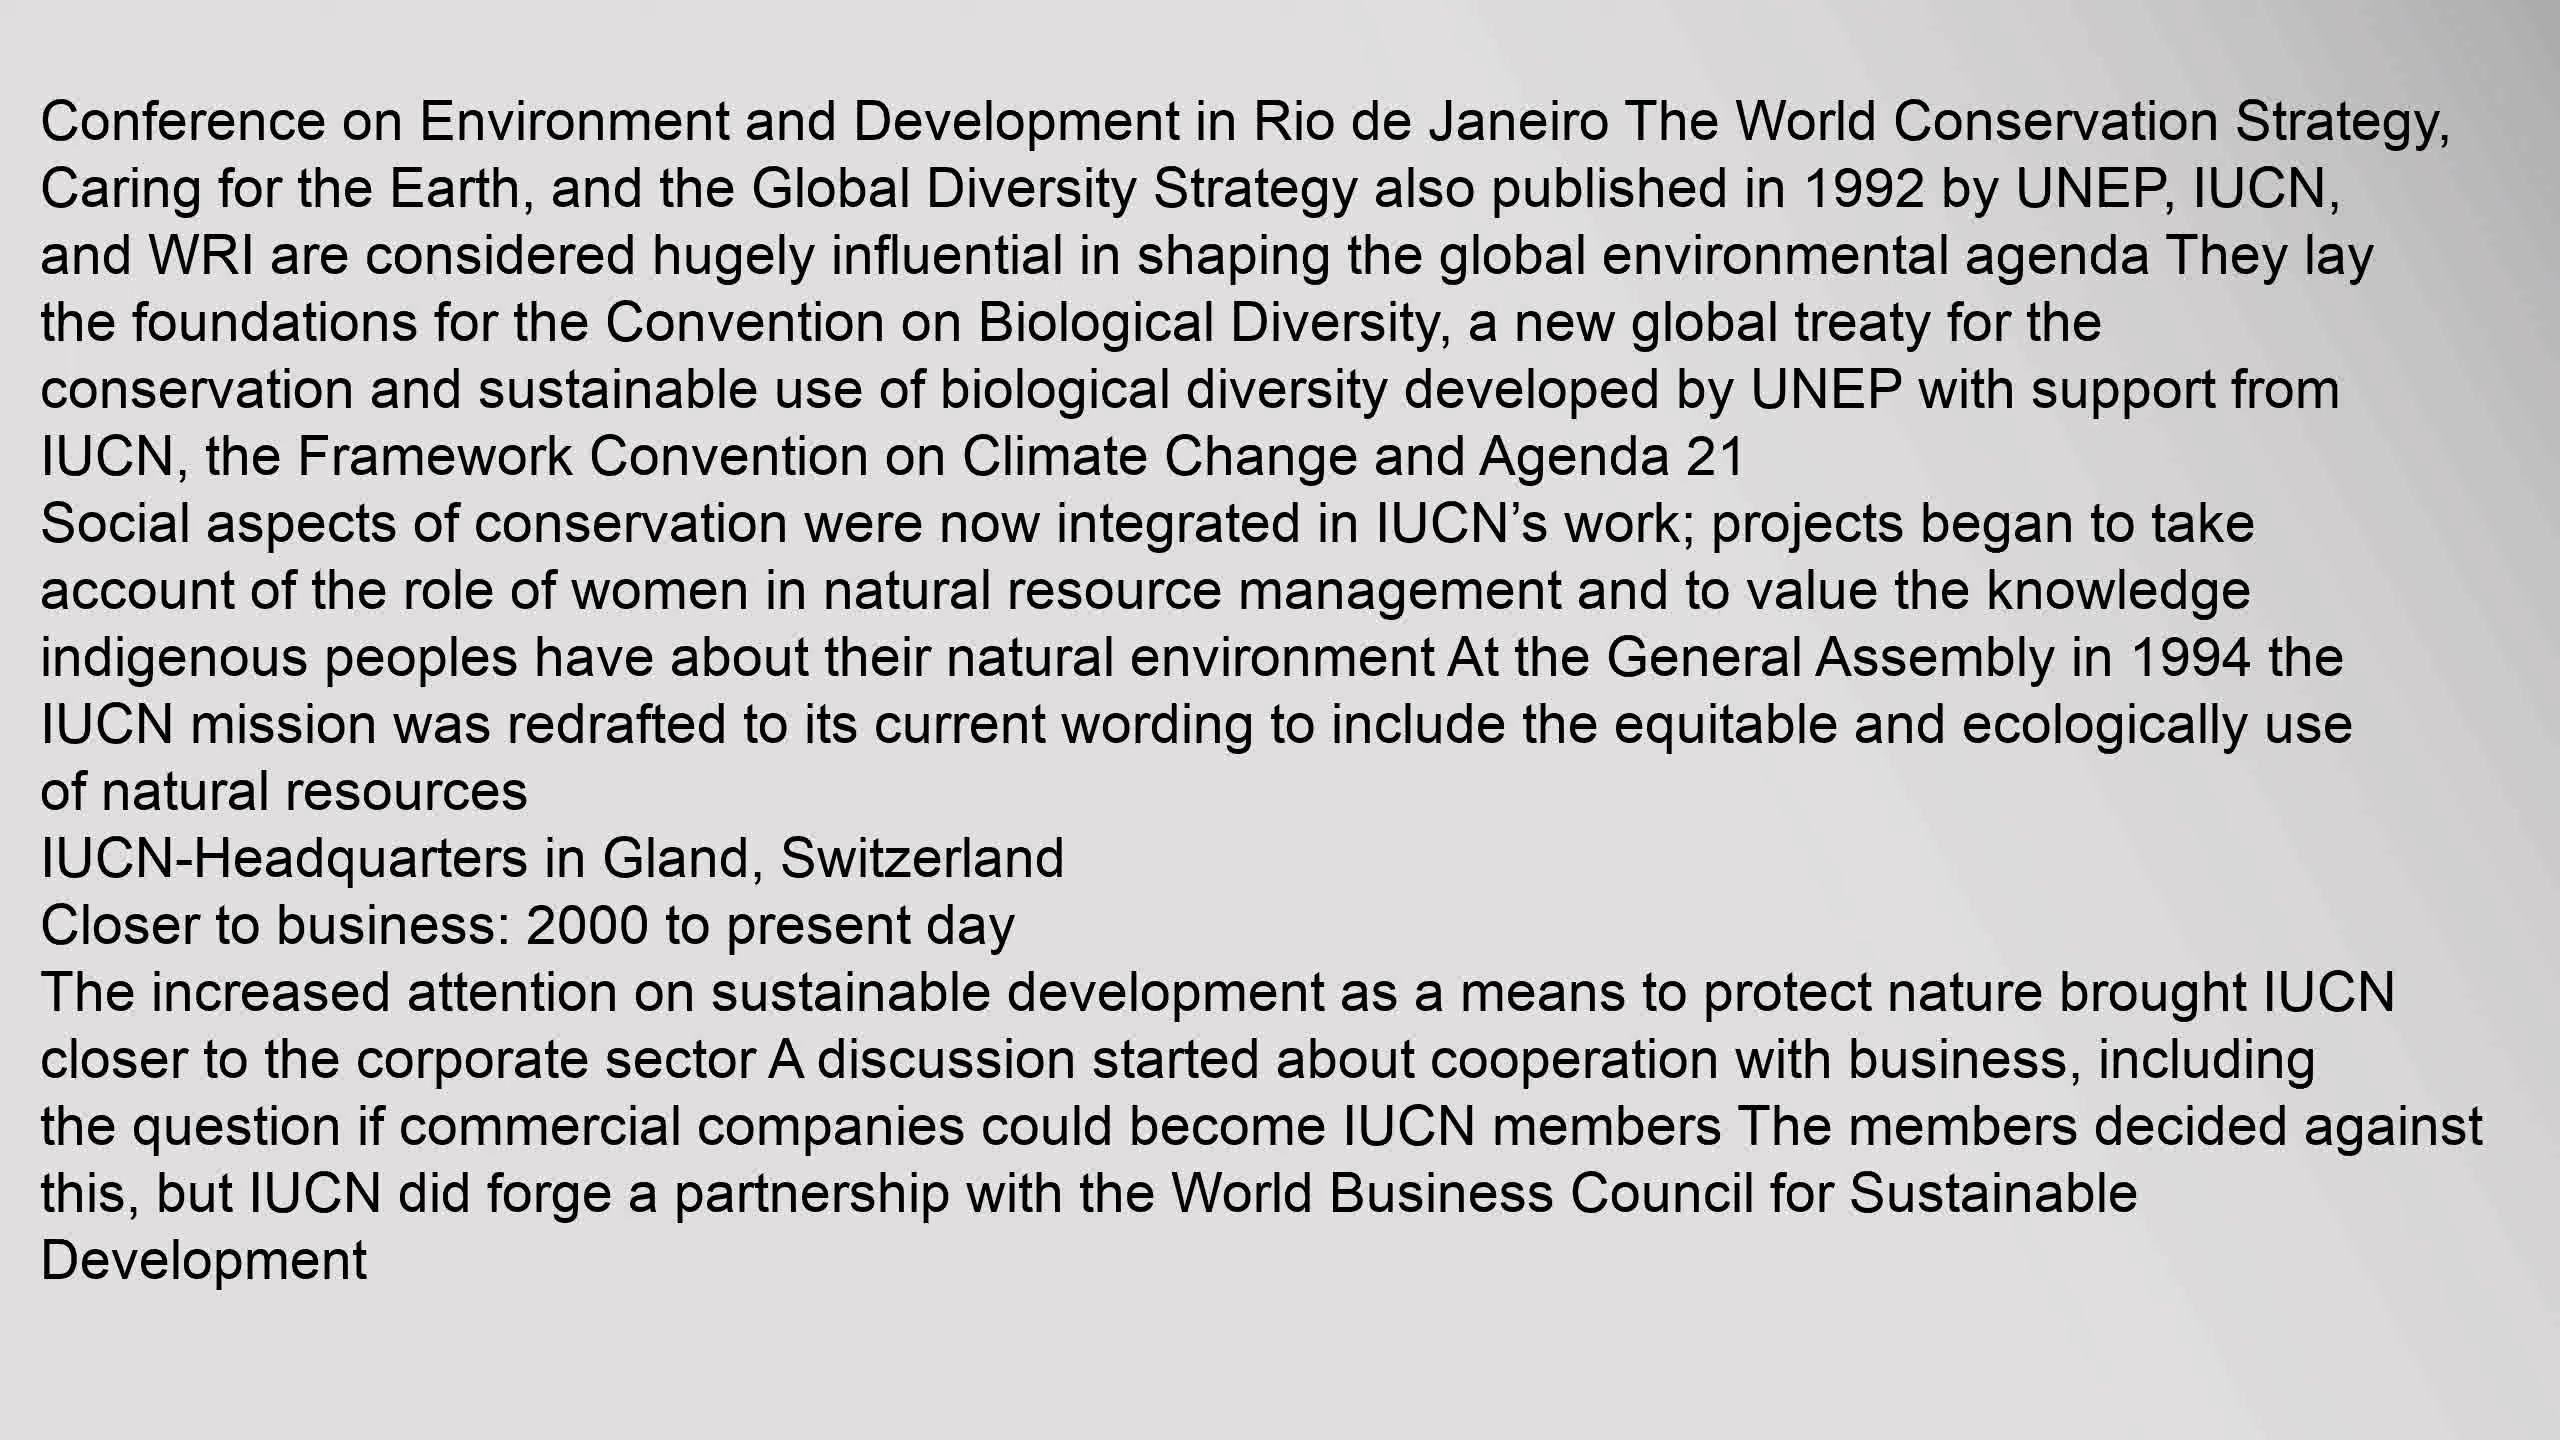 Conference on Environment and Development in Rio de Janeiro The World Conservation Strategy,
Caring for the Earth, and the Global Diversity Strategy also published in 1992 by UNEP, IUCN,
and WRI are considered hugely influential in shaping the global environmental agenda They lay
the foundations for the Convention on Biological Diversity, a new global treaty for the
conservation and sustainable use of biological diversity developed by UNEP with support from
IUCN, the Framework Convention on Climate Change and Agenda 21
Social aspects of conservation were now integrated in IUCN’s work; projects began to take
account of the role of women in natural resource management and to value the knowledge
indigenous peoples have about their natural environment At the General Assembly in 1994 the
IUCN mission was redrafted to its current wording to include the equitable and ecologically use
of natural resources
IUCN-Headquarters in Gland, Switzerland
Closer to business: 2000 to present day
The increased attention on sustainable development as a means to protect nature brought IUCN
closer to the corporate sector A discussion started about cooperation with business, including
the question if commercial companies could become IUCN members The members decided against
this, but IUCN did forge a partnership with the World Business Council for Sustainable
Development